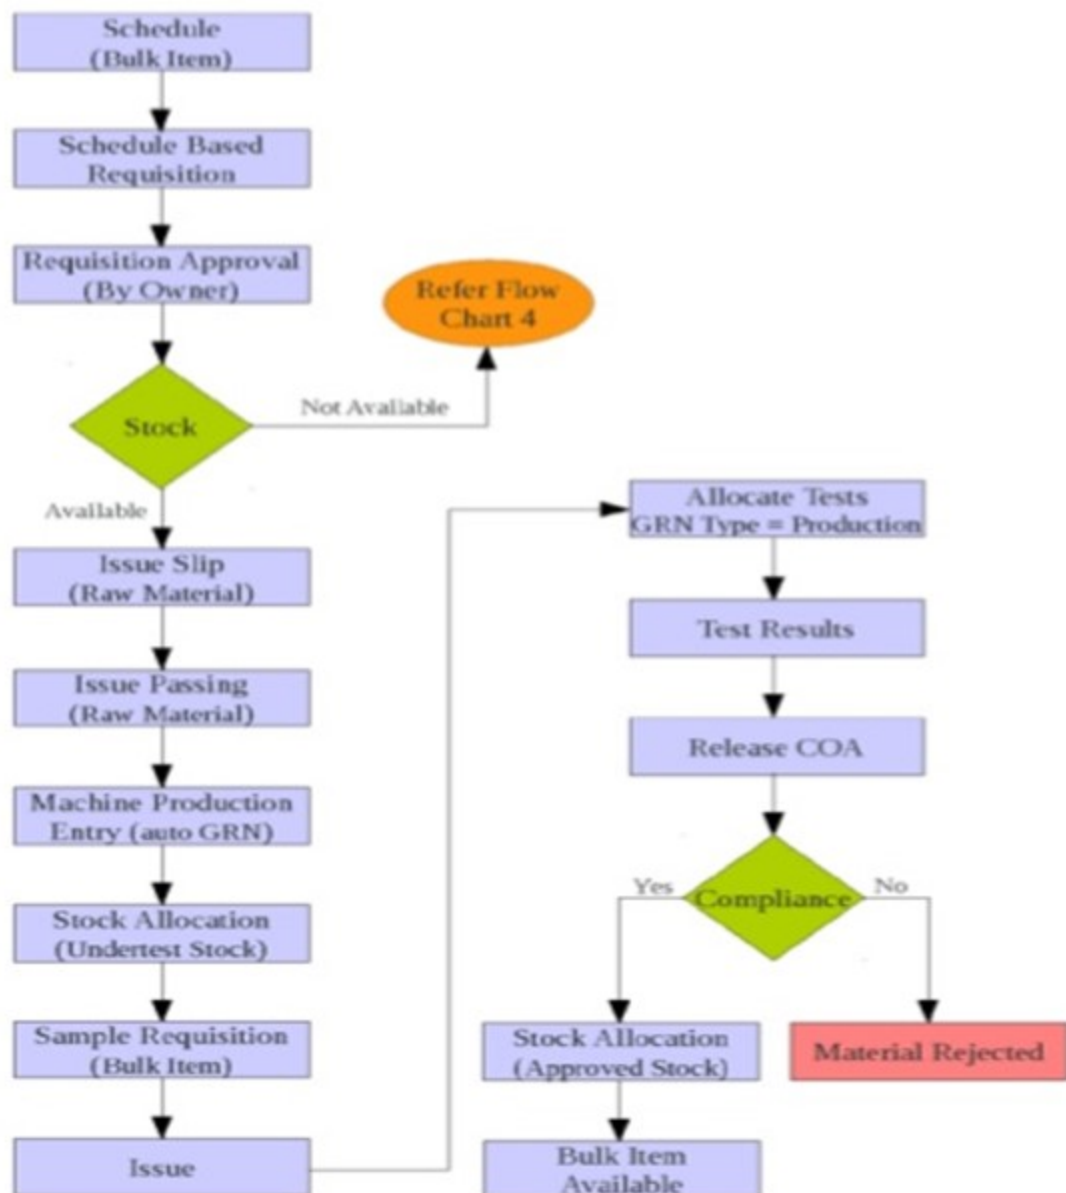 Schedule
(Bulk Item)
Schedule Based
Requisition
Requisition Approval
(By Owner)
Refer Flow
Chart 4
Not Available
Stock
Available
Issue Slip
(Raw Material)
Issue Passing
(Raw Material)
Machine Production
Entry (auto GRN)
Stock Allocation
(Undertest Stock)
Sample Requisition
(Bulk Item)
Issue
Allocate Tests
GRN Type = Production
Test Results
Release COA
Yes
Compliance
No
Stock Allocation
(Approved Stock)
Material Rejected
Bulk Item
Available